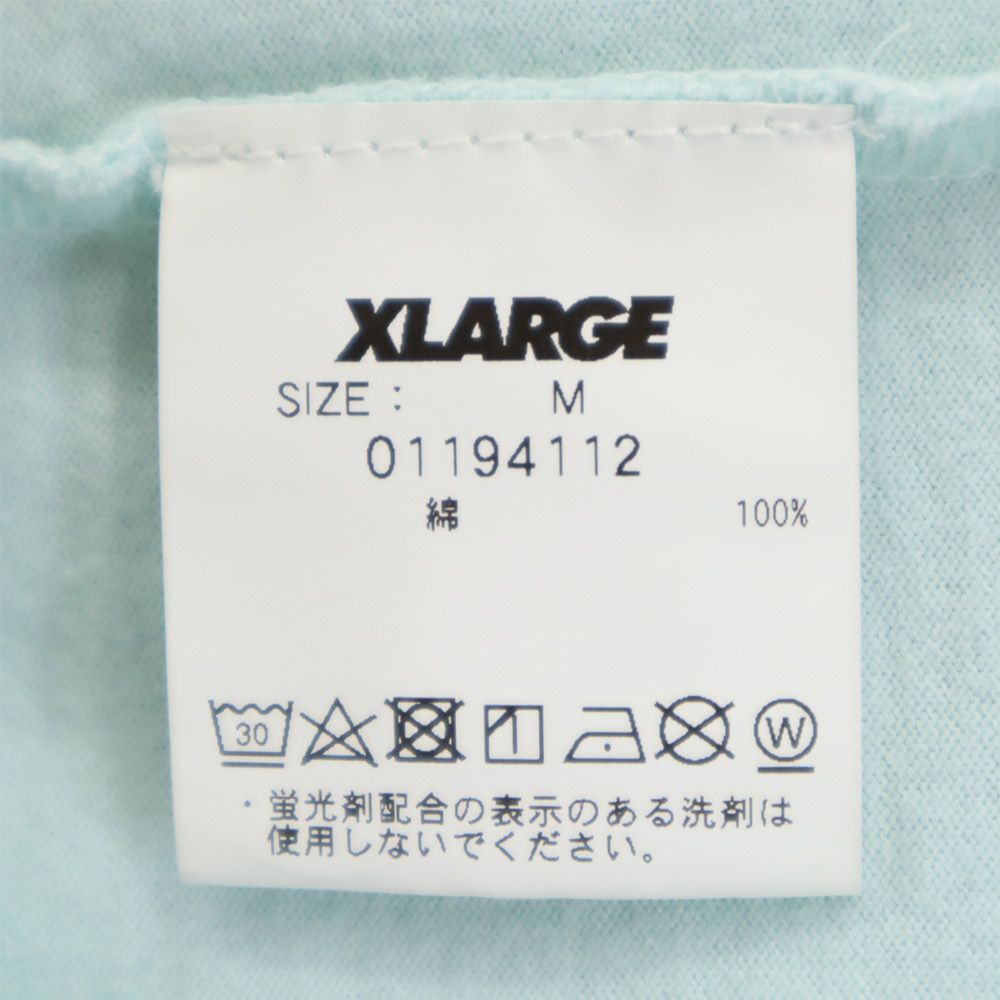 XLARGE
SIZE： M
01194112
綿 100%
30 W
・蛍光剤配合の表示のある洗剤は
使用しないでください。